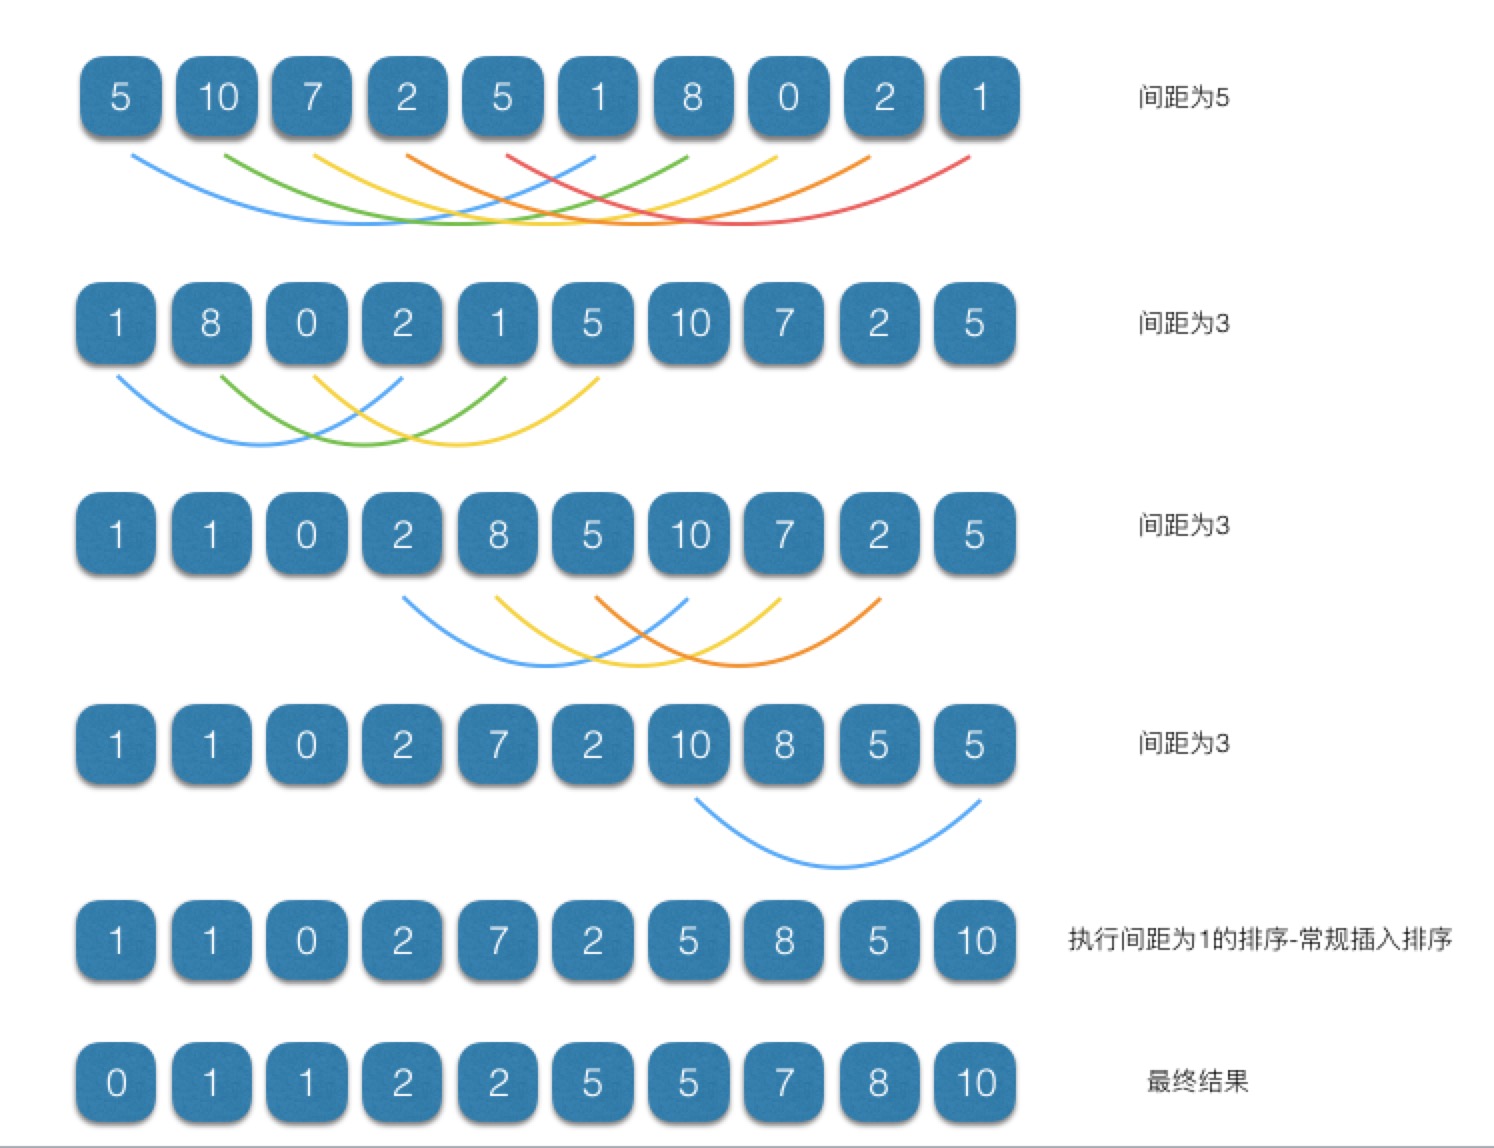 5 10 7 2 5 1 8 0 2 1 间距为5
1 8 0 2 1 5 10 7 2 5 间距为3
1 1 0 2 8 5 10 7 2 5 间距为3
1 1 0 2 7 2 10 8 5 5 间距为3
1 1 0 2 7 2 5 8 5 10 执行间距为1的排序-常规插入排序
0 1 1 2 2 5 5 7 8 10 最终结果